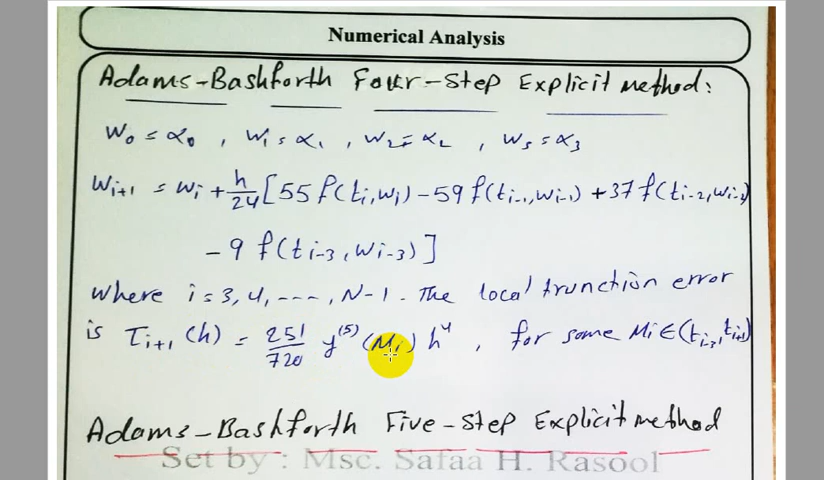 Numerical Analysis
Adams-Bashforth Four-Step Explicit method:
W₀ = α₀ , W₁ = α₁ , W₂ = α₂ , W₃ = α₃
Wᵢ₊₁ = Wᵢ + h/24 [55 f(tᵢ,wᵢ) - 59 f(tᵢ₋₁,wᵢ₋₁) + 37 f(tᵢ₋₂,wᵢ₋₂)
- 9 f(tᵢ₋₃,wᵢ₋₃)]
where i = 3, 4, ---, N-1. The local trunction error
is τᵢ₊₁(h) = 251/720 y⁽⁵⁾(Mᵢ) h⁴ , for some Mᵢ ∈ (tᵢ₋₃, tᵢ₊₁)
Adams-Bashforth Five-Step Explicit method
Set by : Msc. Safaa H. Rasool